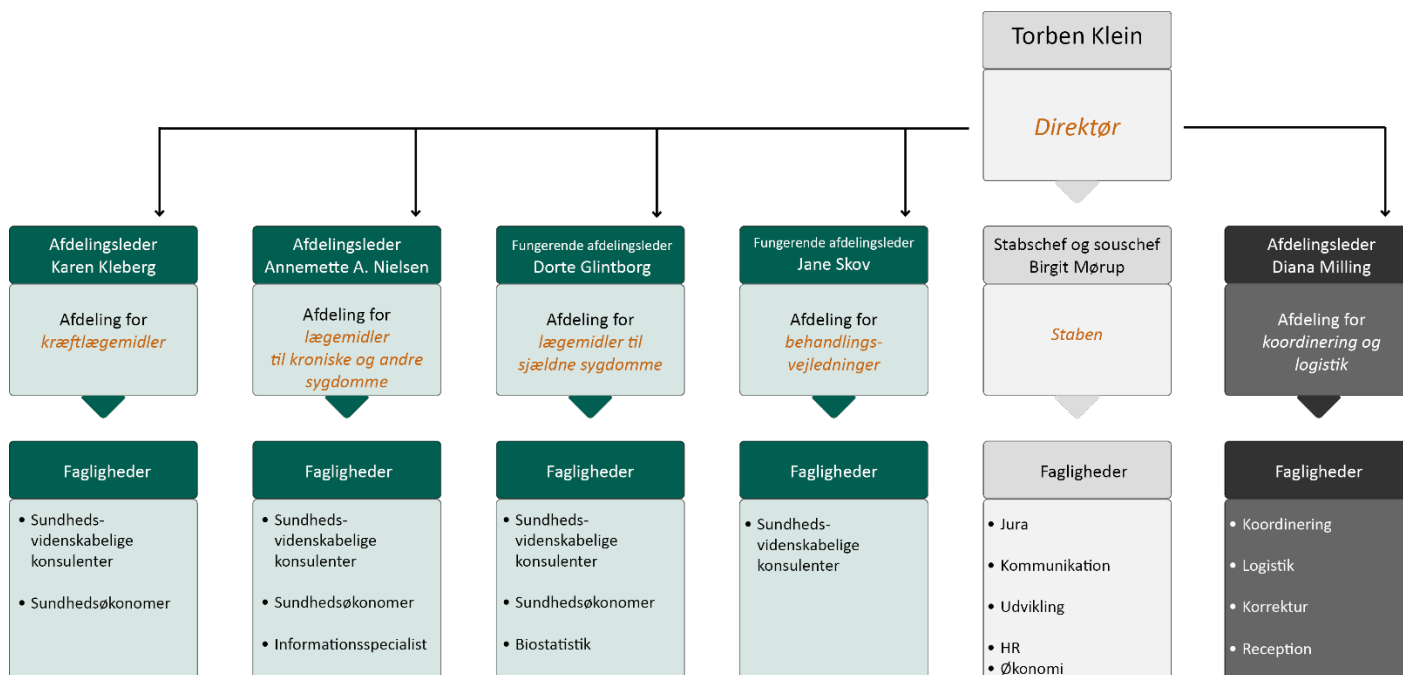 Torben Klein
Direktør
Afdelingsleder
Karen Kleberg
Afdeling for
kræftlægemidler
Fagligheder
• Sundheds-
videnskabelige
konsulenter
• Sundhedsøkonomer
Afdelingsleder
Annemette A. Nielsen
Afdeling for
lægemidler
til kroniske og andre
sygdomme
Fagligheder
• Sundheds-
videnskabelige
konsulenter
• Sundhedsøkonomer
• Informationsspecialist
Fungerende afdelingsleder
Dorte Glintborg
Afdeling for
lægemidler til
sjældne sygdomme
Fagligheder
• Sundheds-
videnskabelige
konsulenter
• Sundhedsøkonomer
• Biostatistik
Fungerende afdelingsleder
Jane Skov
Afdeling for
behandlings-
vejledninger
Fagligheder
• Sundheds-
videnskabelige
konsulenter
Stabschef og souschef
Birgit Mørup
Staben
Fagligheder
• Jura
• Kommunikation
• Udvikling
• HR
• Økonomi
Afdelingsleder
Diana Milling
Afdeling for
koordinering og
logistik
Fagligheder
• Koordinering
• Logistik
• Korrektur
• Reception